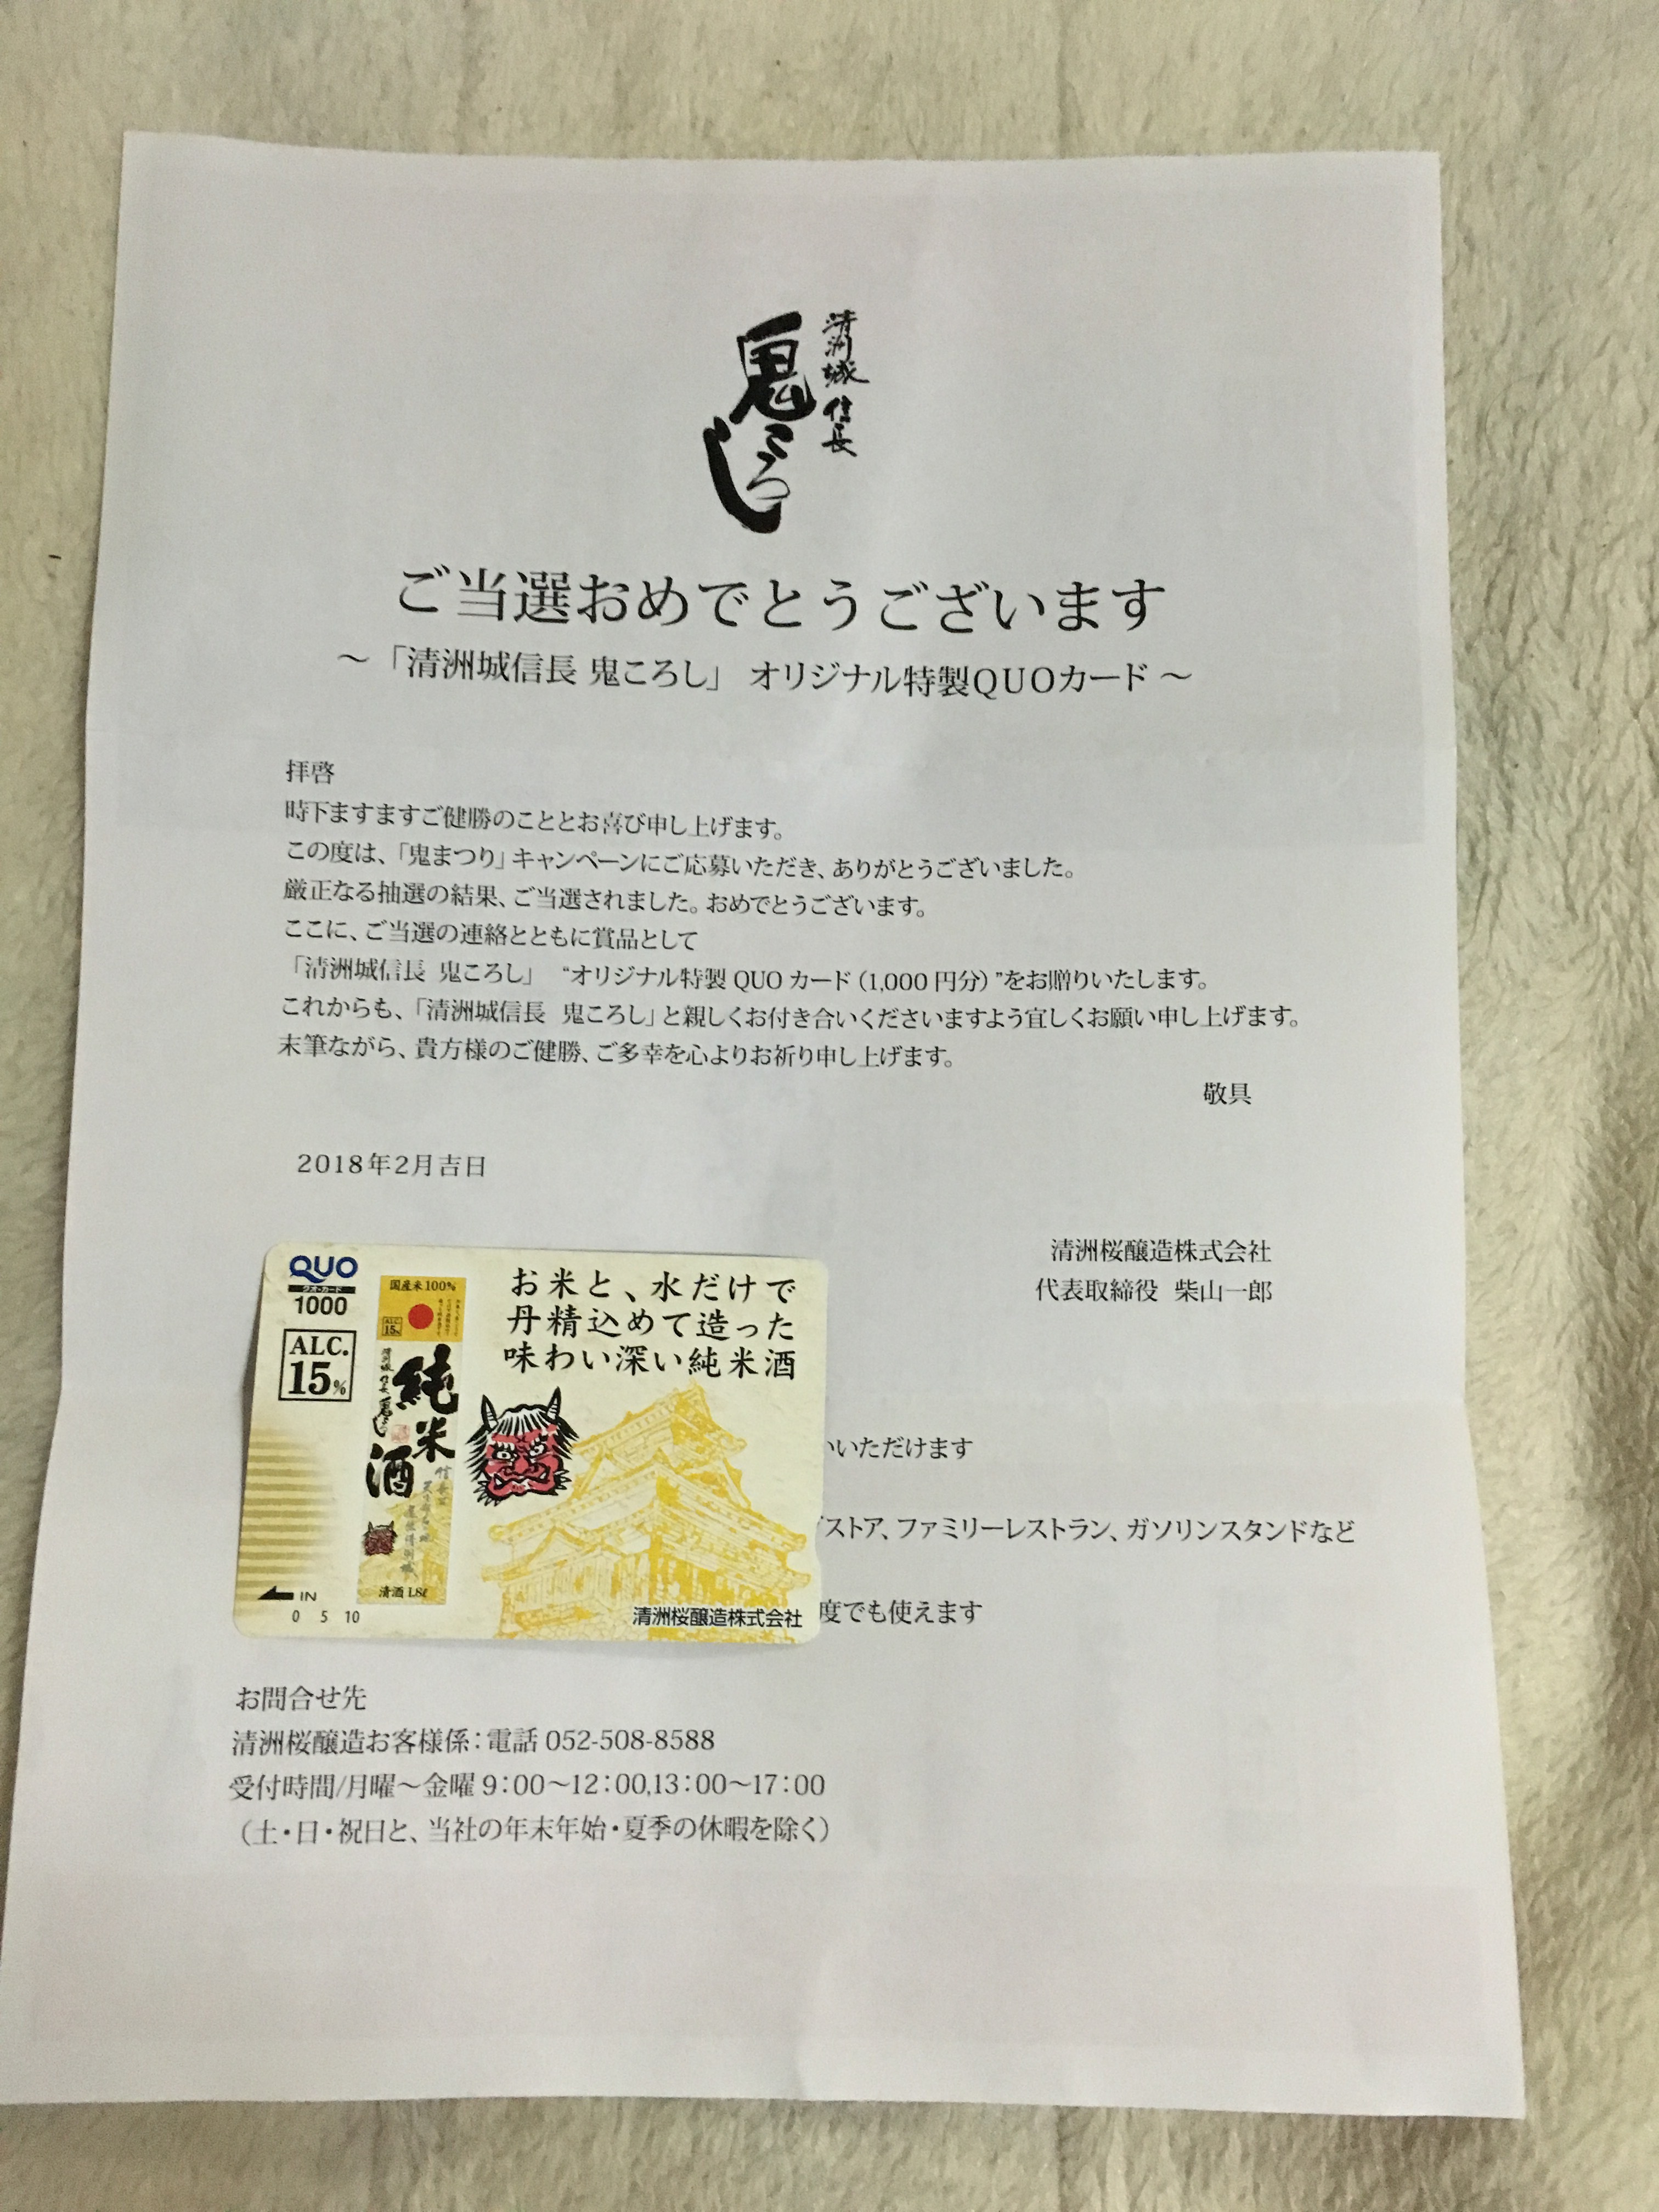 清洲城信長
鬼ころし
ご当選おめでとうございます
～「清洲城信長 鬼ころし」 オリジナル特製QUOカード～
拝啓
時下ますますご健勝のこととお喜び申し上げます。
この度は、「鬼まつり」キャンペーンにご応募いただき、ありがとうございました。
厳正なる抽選の結果、ご当選されました。おめでとうございます。
ここに、ご当選の連絡とともに賞品として
「清洲城信長 鬼ころし」 “オリジナル特製 QUO カード（1,000 円分）”をお贈りいたします。
これからも、「清洲城信長 鬼ころし」と親しくお付き合いくださいますよう宜しくお願い申し上げます。
末筆ながら、貴方様のご健勝、ご多幸を心よりお祈り申し上げます。
敬具
2018年2月吉日
清洲桜醸造株式会社
代表取締役 柴山一郎
QUO
クオ・カード
1000
ALC.
15%
国産米100%
ALC.
15%
清洲城信長
鬼ころし
純米酒
清酒 1.8ℓ
お米と、水だけで
丹精込めて造った
味わい深い純米酒
IN
0 5 10
清洲桜醸造株式会社
いただけます
ストア、ファミリーレストラン、ガソリンスタンドなど
度でも使えます
お問合せ先
清洲桜醸造お客様係：電話 052-508-8588
受付時間/月曜～金曜 9：00～12：00,13：00～17：00
（土・日・祝日と、当社の年末年始・夏季の休暇を除く）